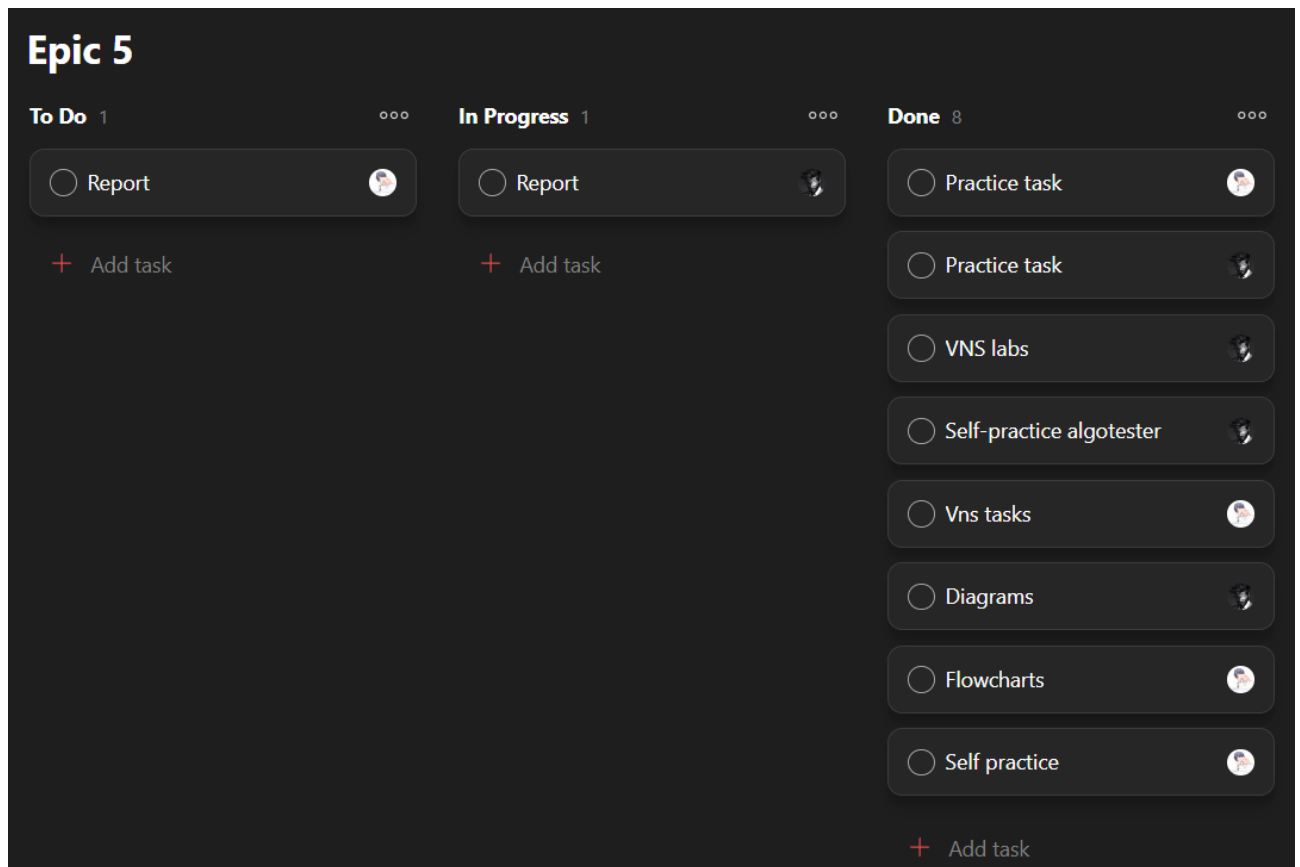 Epic 5
To Do 1
Report
Add task
In Progress 1
Report
Add task
Done 8
Practice task
Practice task
VNS labs
Self-practice algotester
Vns tasks
Diagrams
Flowcharts
Self practice
Add task